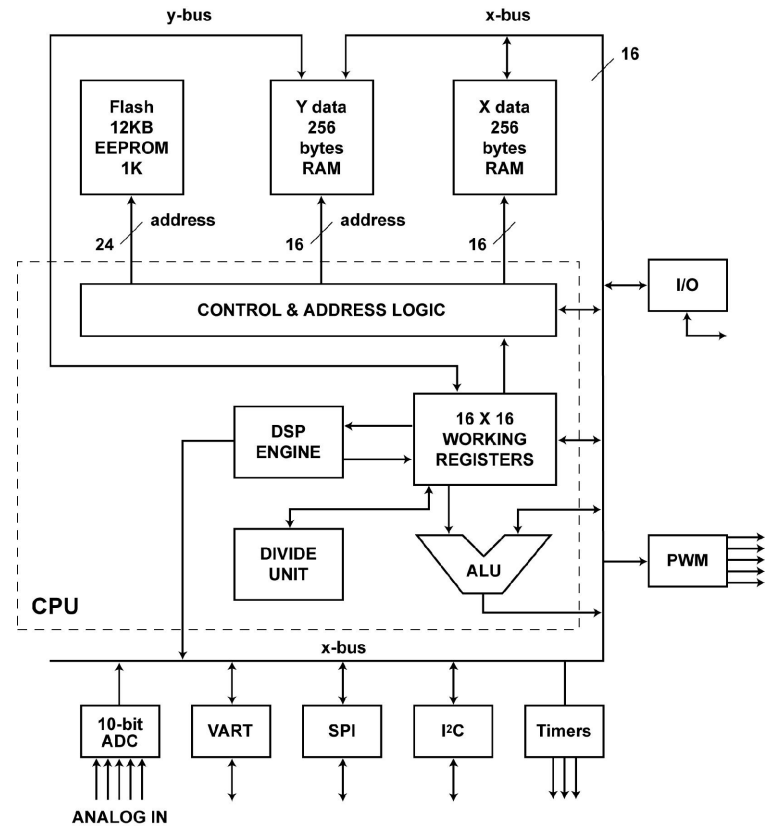 y-bus
x-bus
16
Flash
12KB
EEPROM
1K
Y data
256
bytes
RAM
X data
256
bytes
RAM
address
24
address
16
16
CONTROL & ADDRESS LOGIC
I/O
DSP
ENGINE
16 X 16
WORKING
REGISTERS
DIVIDE
UNIT
ALU
PWM
CPU
x-bus
10-bit
ADC
VART
SPI
I²C
Timers
ANALOG IN